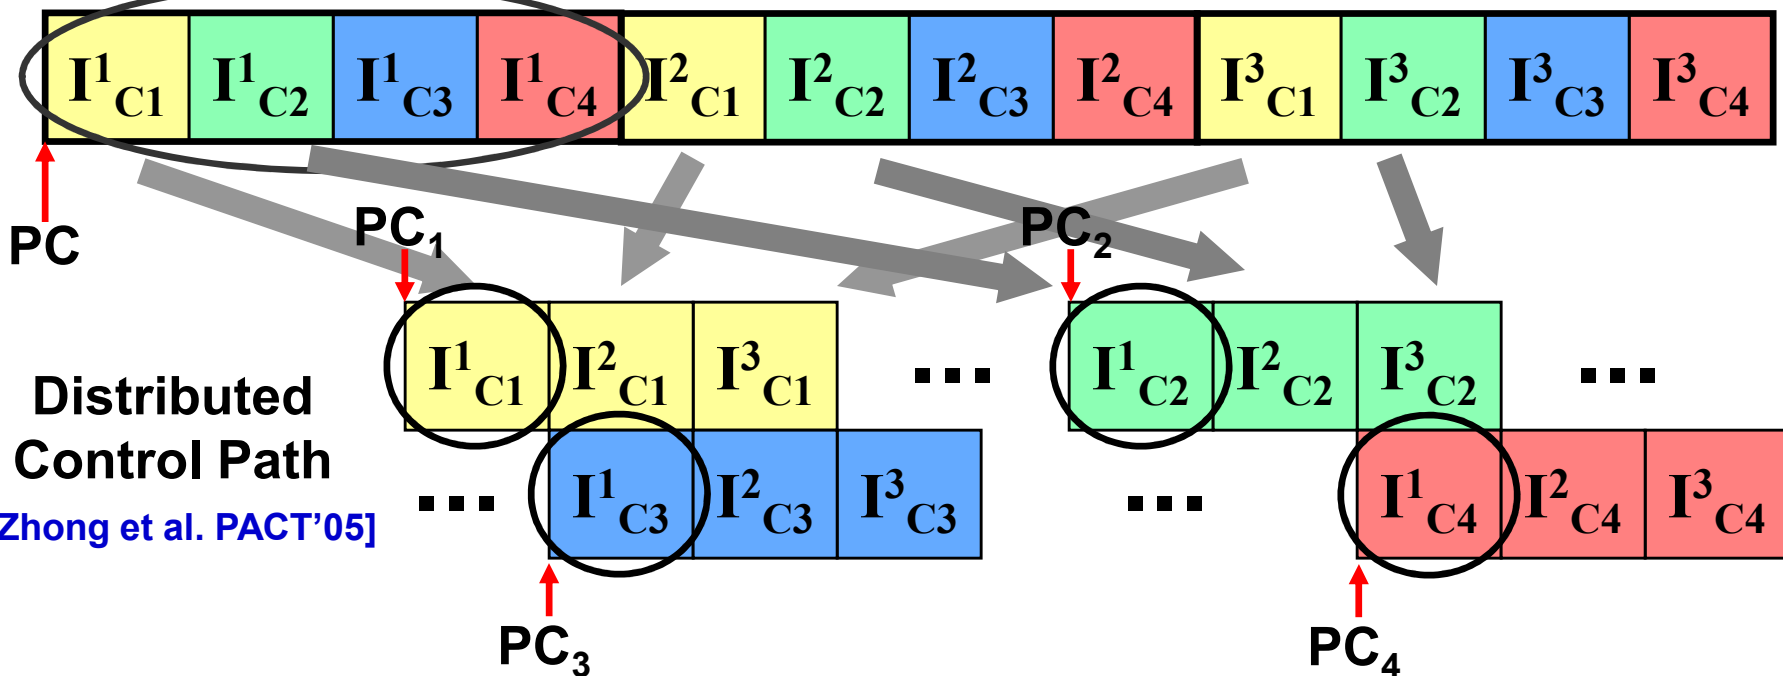 I¹C1 I¹C2 I¹C3 I¹C4 I²C1 I²C2 I²C3 I²C4 I³C1 I³C2 I³C3 I³C4
PC
PC₁
PC₂
I¹C1 I²C1 I³C1 ... I¹C2 I²C2 I³C2 ...
Distributed
Control Path
Zhong et al. PACT'05]
... I¹C3 I²C3 I³C3 ... I¹C4 I²C4 I³C4
PC₃
PC₄